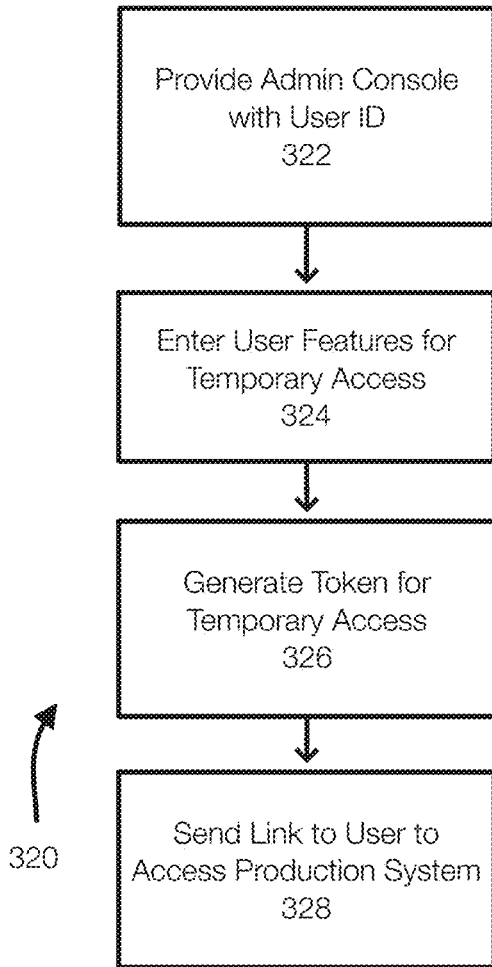 Provide Admin Console
with User ID
322
Enter User Features for
Temporary Access
324
Generate Token for
Temporary Access
326
Send Link to User to
Access Production System
328
320